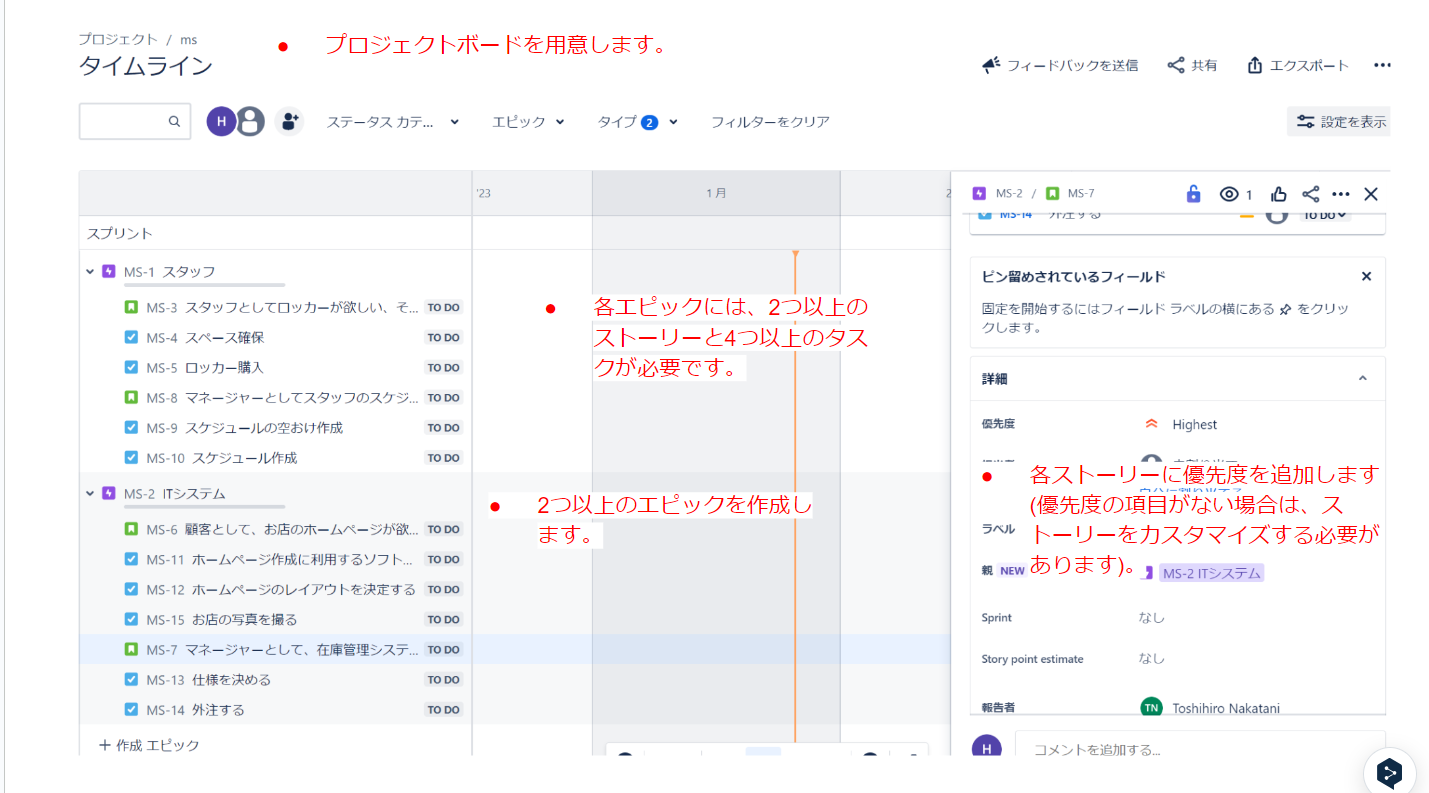 プロジェクト / ms
● プロジェクトボードを用意します。
タイムライン
フィードバックを送信 共有 エクスポート
H ステータス カテ... エピック タイプ 2 フィルターをクリア
設定を表示
'23 1月 2
スプリント
MS-1 スタッフ
MS-3 スタッフとしてロッカーが欲しい、そ... TO DO
MS-4 スペース確保 TO DO
MS-5 ロッカー購入 TO DO
MS-8 マネージャーとしてスタッフのスケジ... TO DO
MS-9 スケジュールの空おけ作成 TO DO
MS-10 スケジュール作成 TO DO
MS-2 ITシステム
MS-6 顧客として、お店のホームページが欲... TO DO
MS-11 ホームページ作成に利用するソフト... TO DO
MS-12 ホームページのレイアウトを決定する TO DO
MS-15 お店の写真を撮る TO DO
MS-7 マネージャーとして、在庫管理システ... TO DO
MS-13 仕様を決める TO DO
MS-14 外注する TO DO
+ 作成 エピック
● 各エピックには、2つ以上の
ストーリーと4つ以上のタス
クが必要です。
● 2つ以上のエピックを作成し
ます。
MS-2 / MS-7 1
MS-14 外注する TO DO
ピン留めされているフィールド
固定を開始するにはフィールド ラベルの横にある をクリッ
クします。
詳細
優先度 Highest
● 各ストーリーに優先度を追加します
(優先度の項目がない場合は、ス
トーリーをカスタマイズする必要が
あります)。
ラベル
親 NEW MS-2 ITシステム
Sprint なし
Story point estimate なし
報告者 TN Toshihiro Nakatani
H コメントを追加する...